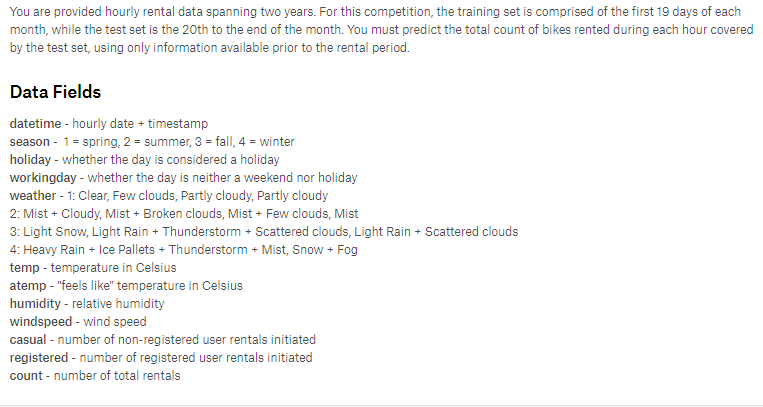 You are provided hourly rental data spanning two years. For this competition, the training set is comprised of the first 19 days of each
month, while the test set is the 20th to the end of the month. You must predict the total count of bikes rented during each hour covered
by the test set, using only information available prior to the rental period.
Data Fields
datetime - hourly date + timestamp
season - 1 = spring, 2 = summer, 3 = fall, 4 = winter
holiday - whether the day is considered a holiday
workingday - whether the day is neither a weekend nor holiday
weather - 1: Clear, Few clouds, Partly cloudy, Partly cloudy
2: Mist + Cloudy, Mist + Broken clouds, Mist + Few clouds, Mist
3: Light Snow, Light Rain + Thunderstorm + Scattered clouds, Light Rain + Scattered clouds
4: Heavy Rain + Ice Pallets + Thunderstorm + Mist, Snow + Fog
temp - temperature in Celsius
atemp - "feels like" temperature in Celsius
humidity - relative humidity
windspeed - wind speed
casual - number of non-registered user rentals initiated
registered - number of registered user rentals initiated
count - number of total rentals